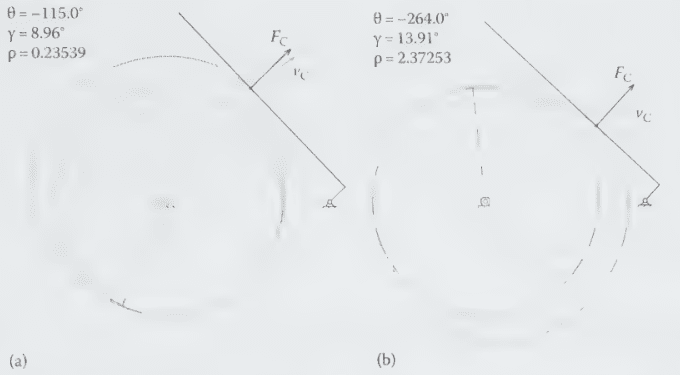 θ = −115.0°
γ = 8.96°
ρ = 0.23539
F_C
v_C
(a)
θ = −264.0°
γ = 13.91°
ρ = 2.37253
F_C
v_C
(b)